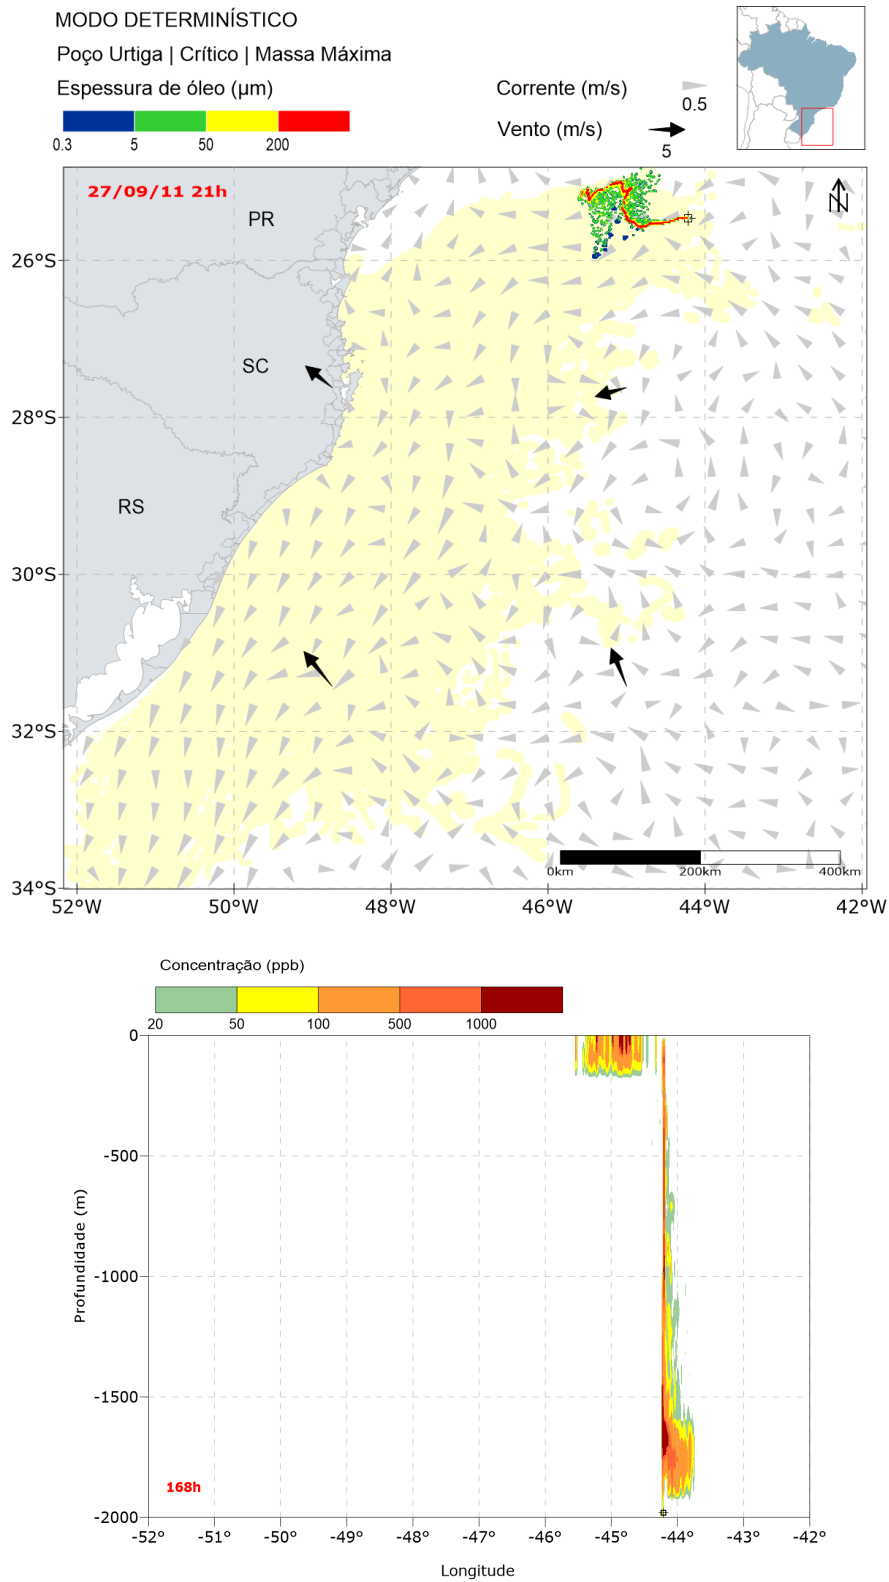 MODO DETERMINÍSTICO
Poço Urtiga | Crítico | Massa Máxima
Espessura de óleo (µm)
0.3 5 50 200
Corrente (m/s)
0.5
Vento (m/s)
5
27/09/11 21h
N
PR
SC
RS
26°S
28°S
30°S
32°S
34°S
0km 200km 400km
52°W 50°W 48°W 46°W 44°W 42°W
Concentração (ppb)
20 50 100 500 1000
0
-500
-1000
-1500
-2000
Profundidade (m)
168h
-52° -51° -50° -49° -48° -47° -46° -45° -44° -43° -42°
Longitude